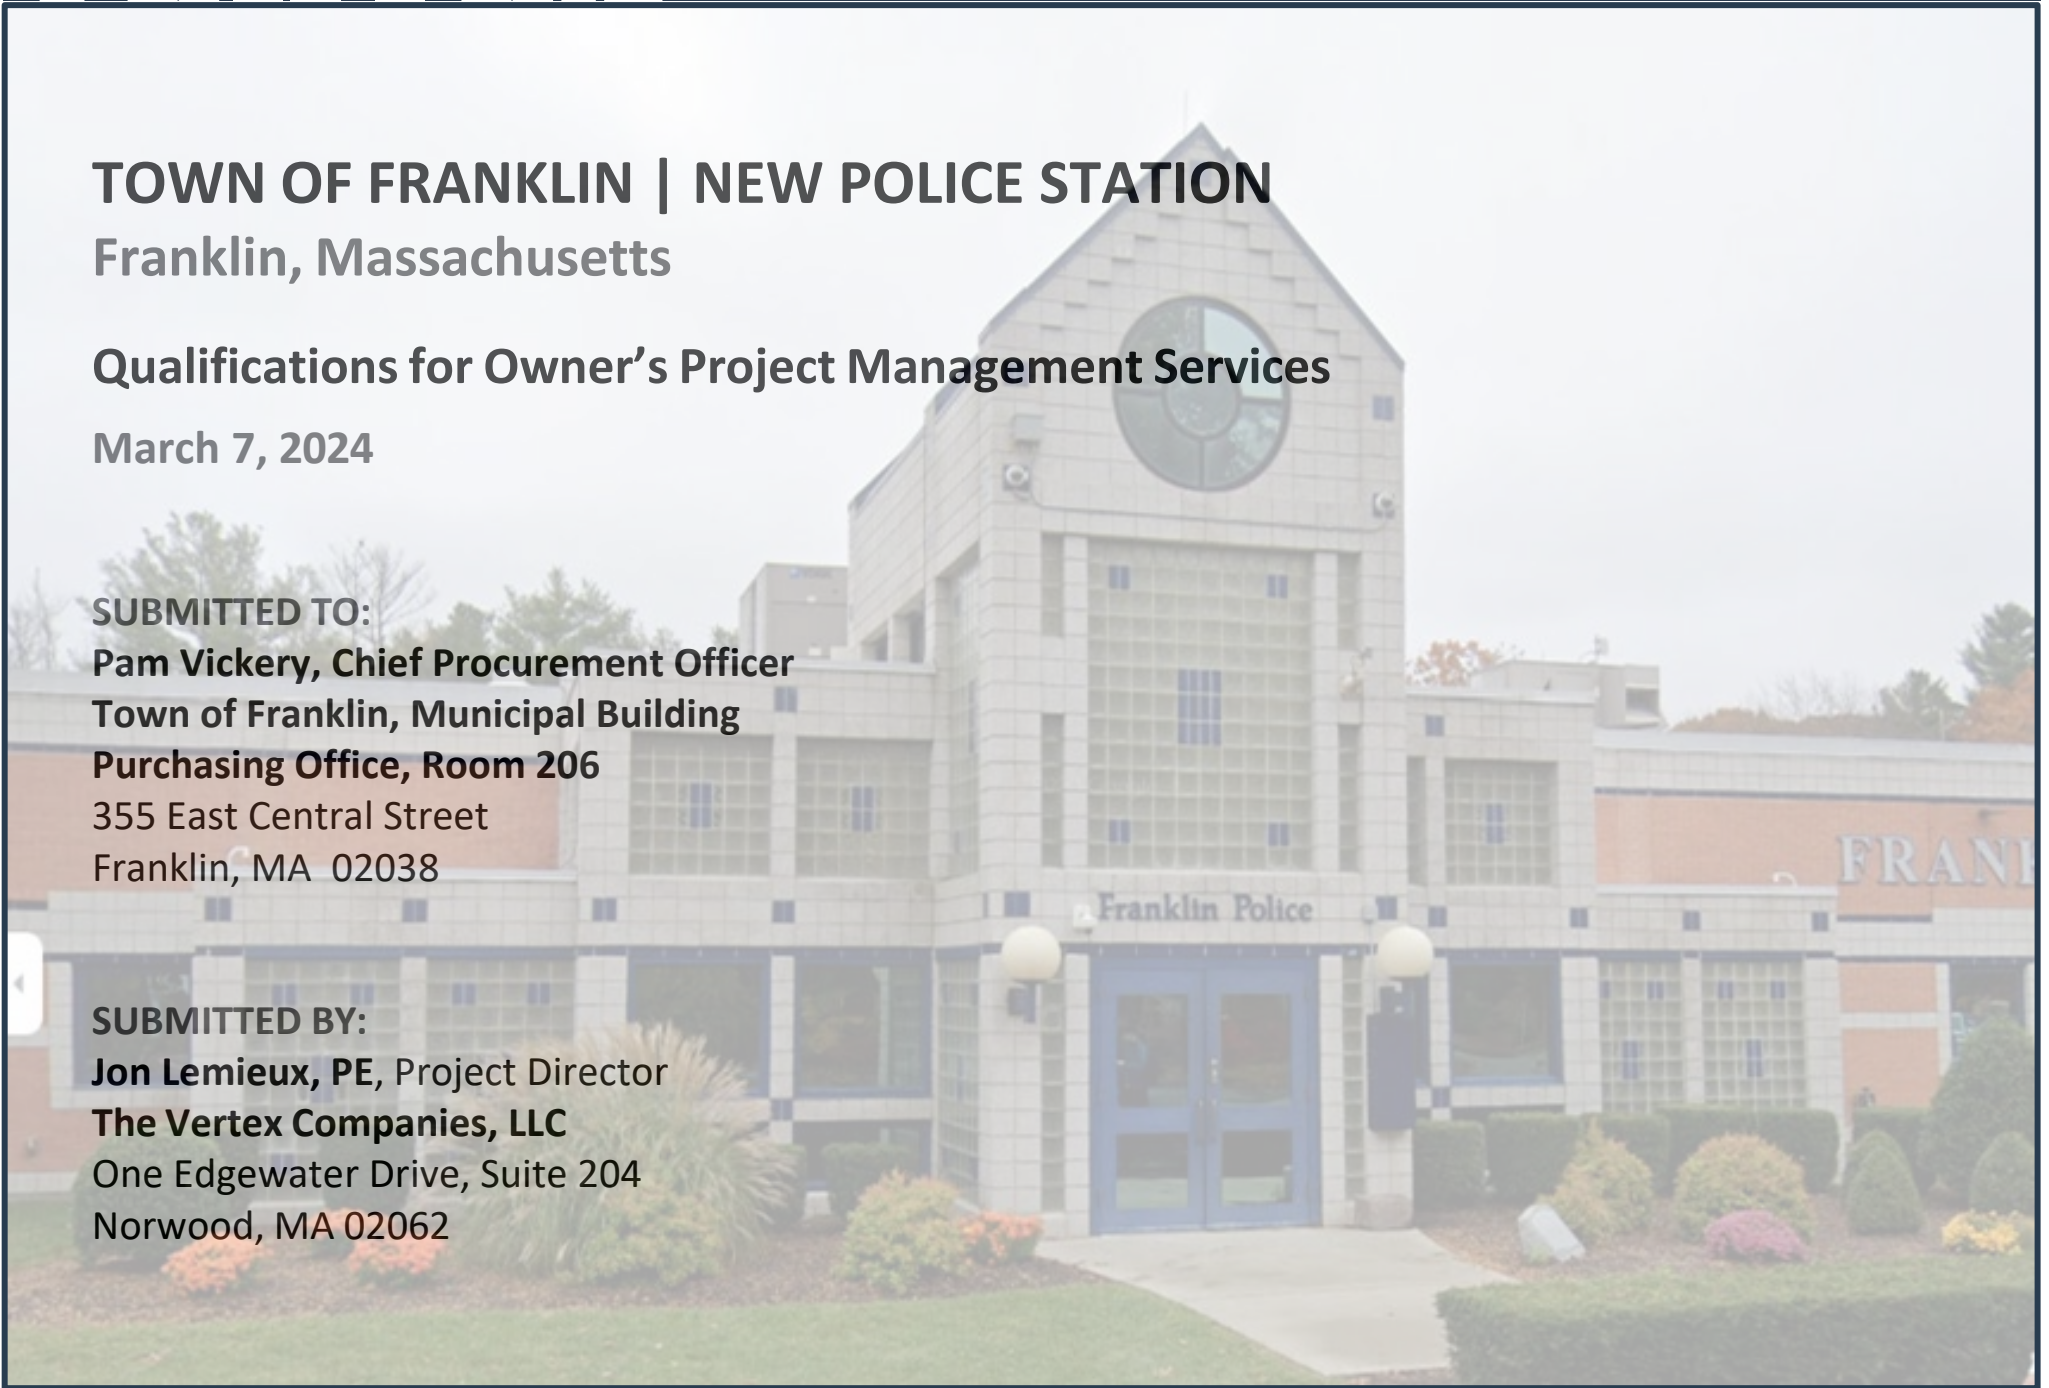 TOWN OF FRANKLIN | NEW POLICE STATION
Franklin, Massachusetts
Qualifications for Owner’s Project Management Services
March 7, 2024
SUBMITTED TO:
Pam Vickery, Chief Procurement Officer
Town of Franklin, Municipal Building
Purchasing Office, Room 206
355 East Central Street
Franklin, MA  02038
FRANK
Franklin Police
SUBMITTED BY:
Jon Lemieux, PE, Project Director
The Vertex Companies, LLC
One Edgewater Drive, Suite 204
Norwood, MA 02062